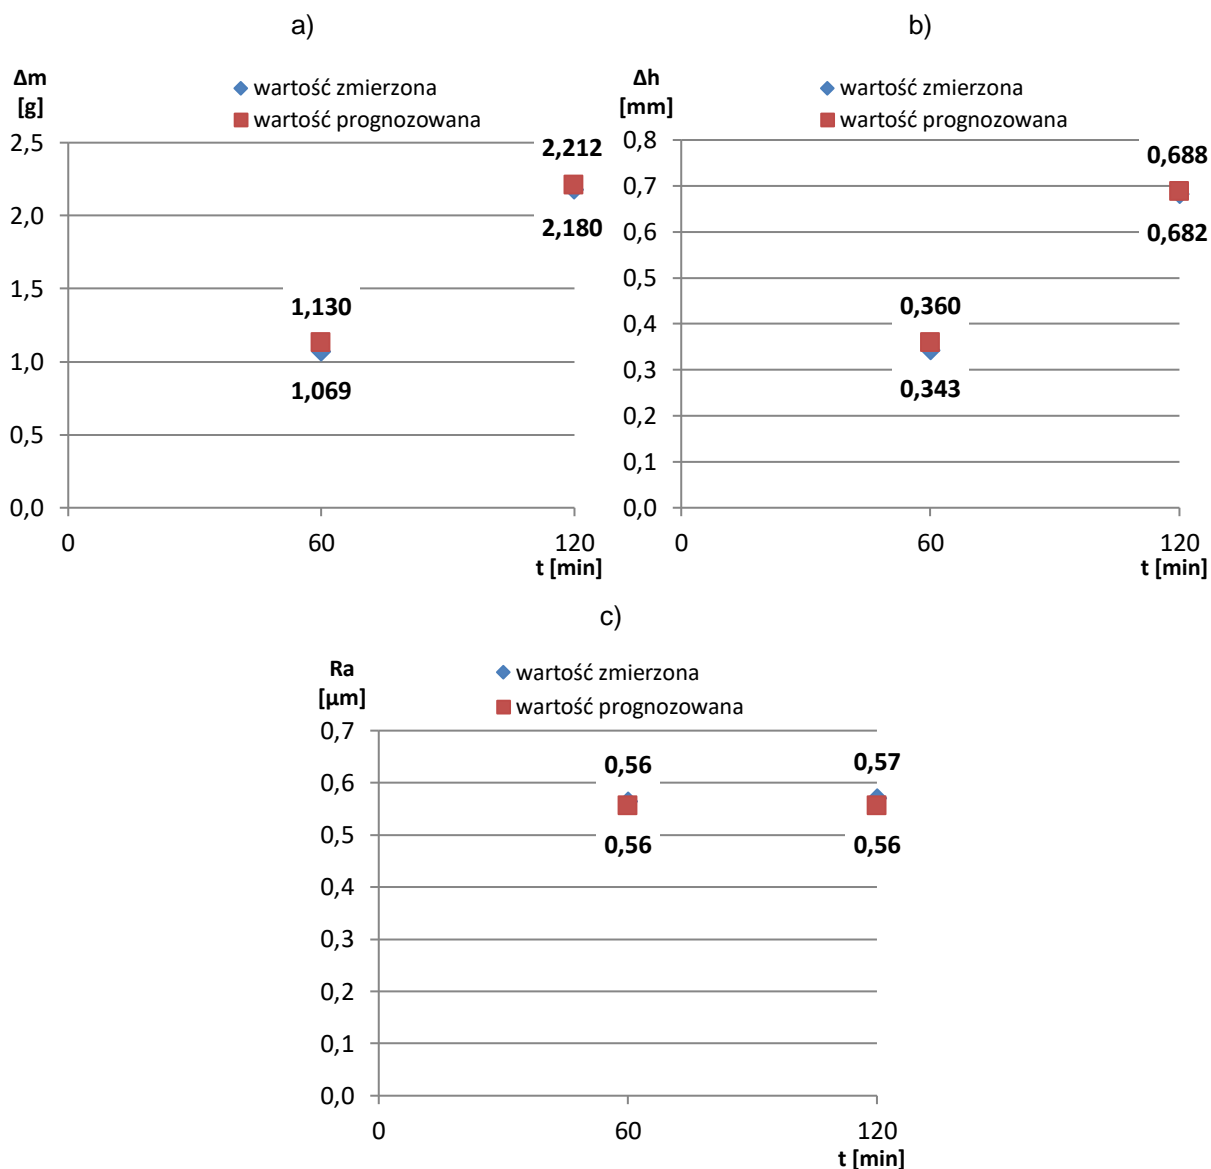 a)
Δm
[g]
wartość zmierzona
wartość prognozowana
2,5
2,0
1,5
1,0
0,5
0,0
2,212
2,180
1,130
1,069
0
60
120
t [min]
b)
Δh
[mm]
wartość zmierzona
wartość prognozowana
0,8
0,7
0,6
0,5
0,4
0,3
0,2
0,1
0,0
0,688
0,682
0,360
0,343
0
60
120
t [min]
c)
Ra
[µm]
wartość zmierzona
wartość prognozowana
0,7
0,6
0,5
0,4
0,3
0,2
0,1
0,0
0,56
0,57
0,56
0,56
0
60
120
t [min]